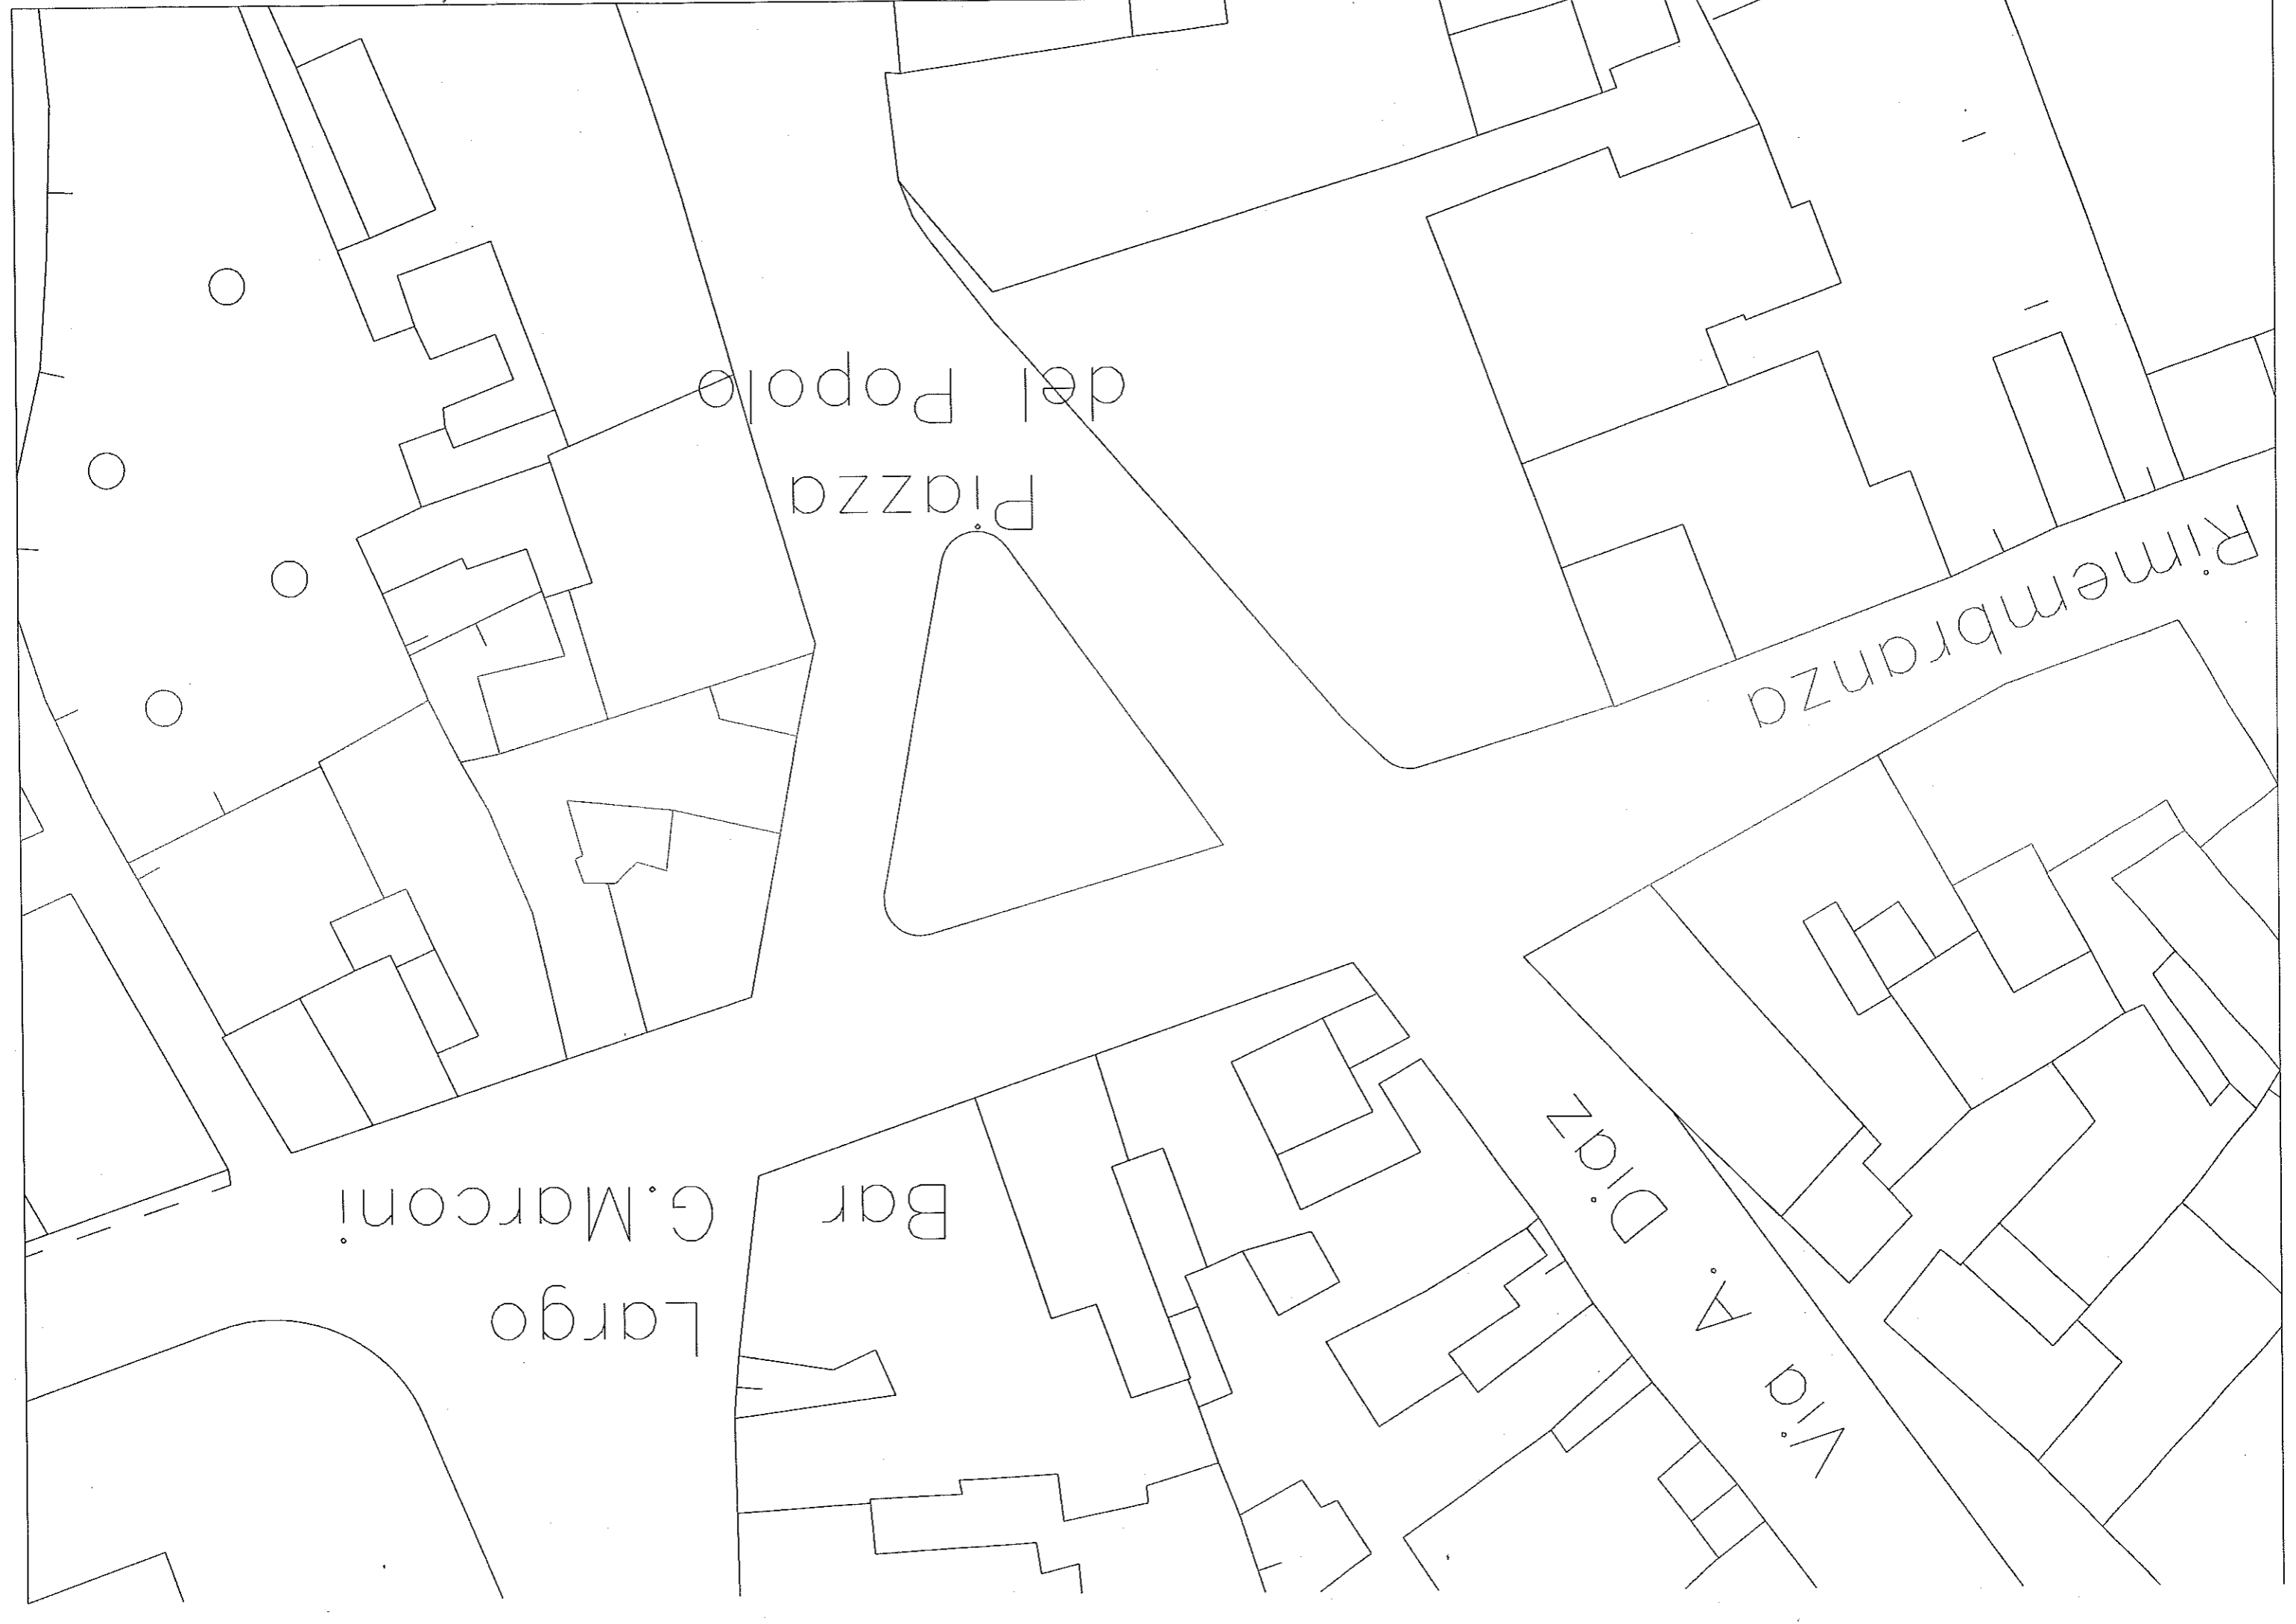 Via A. Diaz
Largo
G.Marconi
Bar
Rimembranza
Piazza
del Popolo